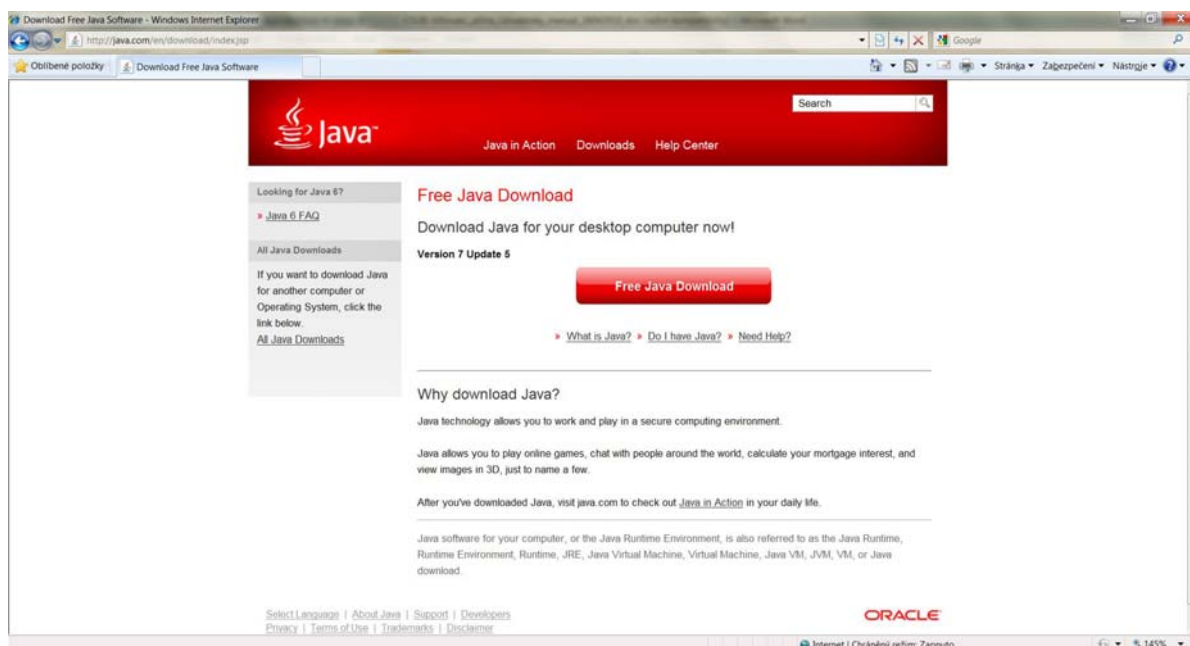 Download Free Java Software - Windows Internet Explorer
http://java.com/en/download/index.jsp
Google
Oblíbené položky
Download Free Java Software
Stránka
Zabezpečení
Nástroje
Java™
Search
Java in Action Downloads Help Center
Looking for Java 6?
» Java 6 FAQ
All Java Downloads
If you want to download Java
for another computer or
Operating System, click the
link below.
All Java Downloads
Free Java Download
Download Java for your desktop computer now!
Version 7 Update 5
Free Java Download
» What is Java? » Do I have Java? » Need Help?
Why download Java?
Java technology allows you to work and play in a secure computing environment.
Java allows you to play online games, chat with people around the world, calculate your mortgage interest, and
view images in 3D, just to name a few.
After you've downloaded Java, visit java.com to check out Java in Action in your daily life.
Java software for your computer, or the Java Runtime Environment, is also referred to as the Java Runtime,
Runtime Environment, Runtime, JRE, Java Virtual Machine, Virtual Machine, Java VM, JVM, VM, or Java
download.
Select Language | About Java | Support | Developers
Privacy | Terms of Use | Trademarks | Disclaimer
ORACLE
Internet | Chráněný režim: Zapnuto
145%